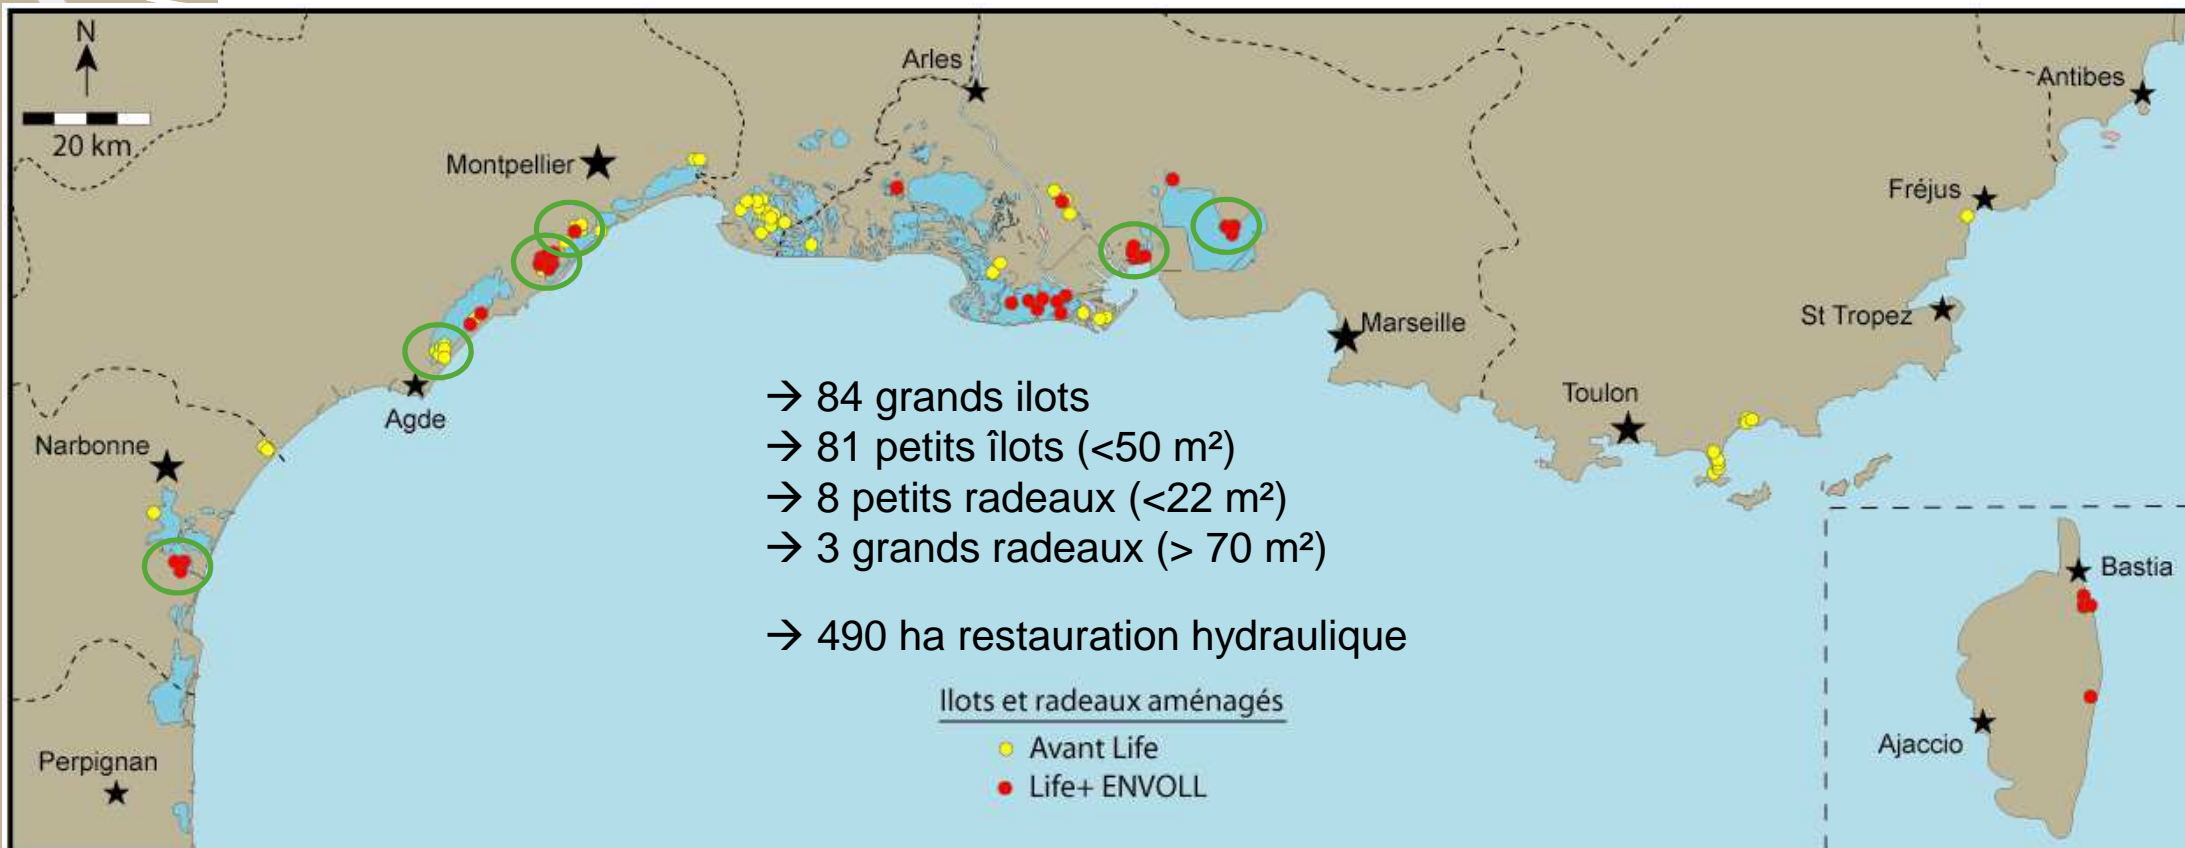 N
20 km
Arles
Antibes
Montpellier
Fréjus
St Tropez
Marseille
Toulon
Agde
Narbonne
Perpignan
→ 84 grands ilots
→ 81 petits îlots (<50 m²)
→ 8 petits radeaux (<22 m²)
→ 3 grands radeaux (> 70 m²)
→ 490 ha restauration hydraulique
Ilots et radeaux aménagés
Avant Life
Life+ ENVOLL
Bastia
Ajaccio